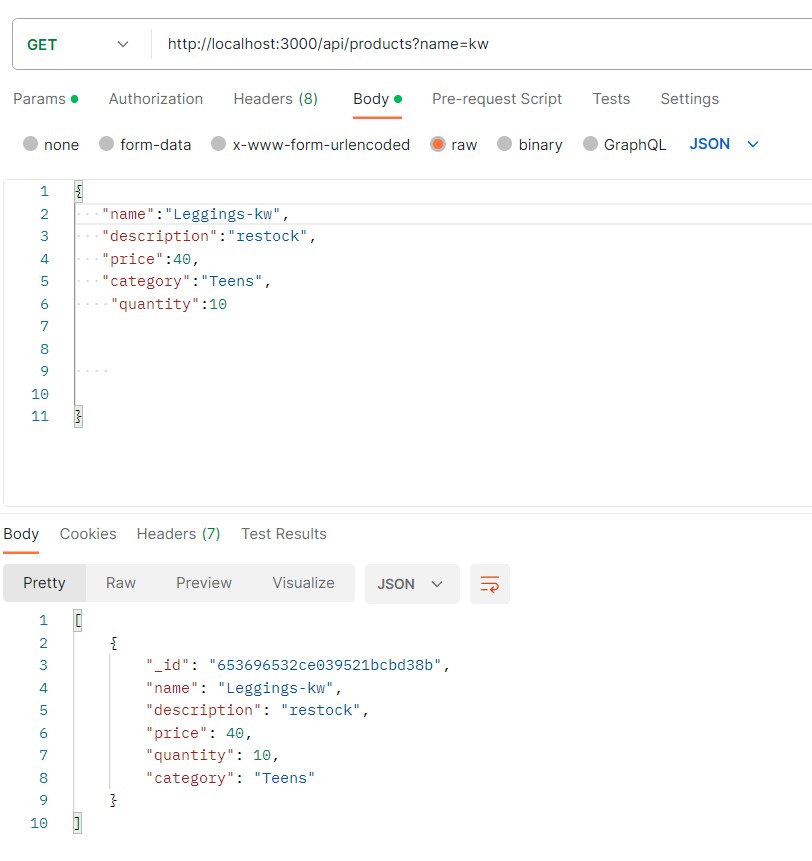 GET http://localhost:3000/api/products?name=kw
Params Authorization Headers (8) Body Pre-request Script Tests Settings
none form-data x-www-form-urlencoded raw binary GraphQL JSON
1 {
2 "name":"Leggings-kw",
3 "description":"restock",
4 "price":40,
5 "category":"Teens",
6 "quantity":10
7
8
9
10
11 }
Body Cookies Headers (7) Test Results
Pretty Raw Preview Visualize JSON
1 [
2 {
3 "_id": "653696532ce039521bcbd38b",
4 "name": "Leggings-kw",
5 "description": "restock",
6 "price": 40,
7 "quantity": 10,
8 "category": "Teens"
9 }
10 ]